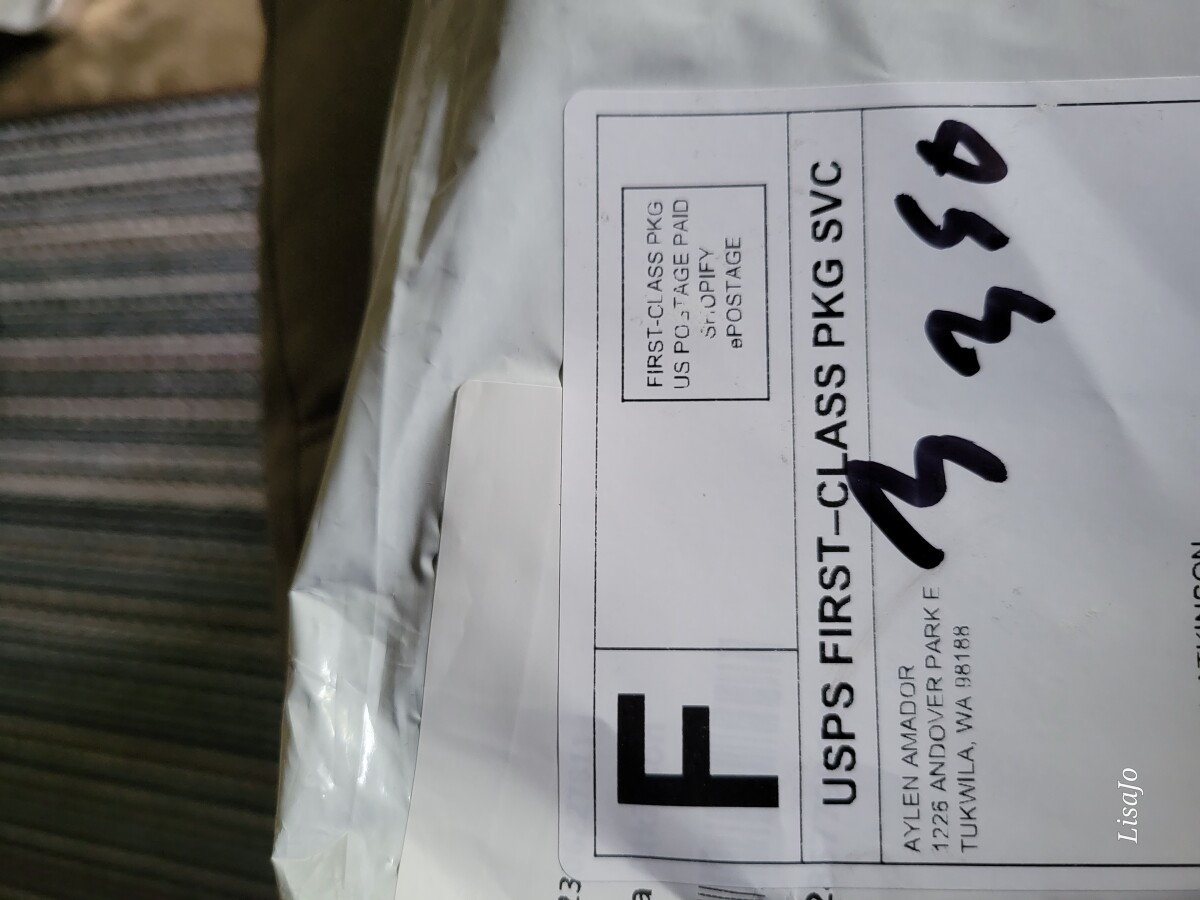 F
FIRST-CLASS PKG
US POSTAGE PAID
SHOPIFY
ePOSTAGE
USPS FIRST-CLASS PKG SVC
AYLEN AMADOR
1226 ANDOVER PARK E
TUKWILA, WA 98188
LisaJo